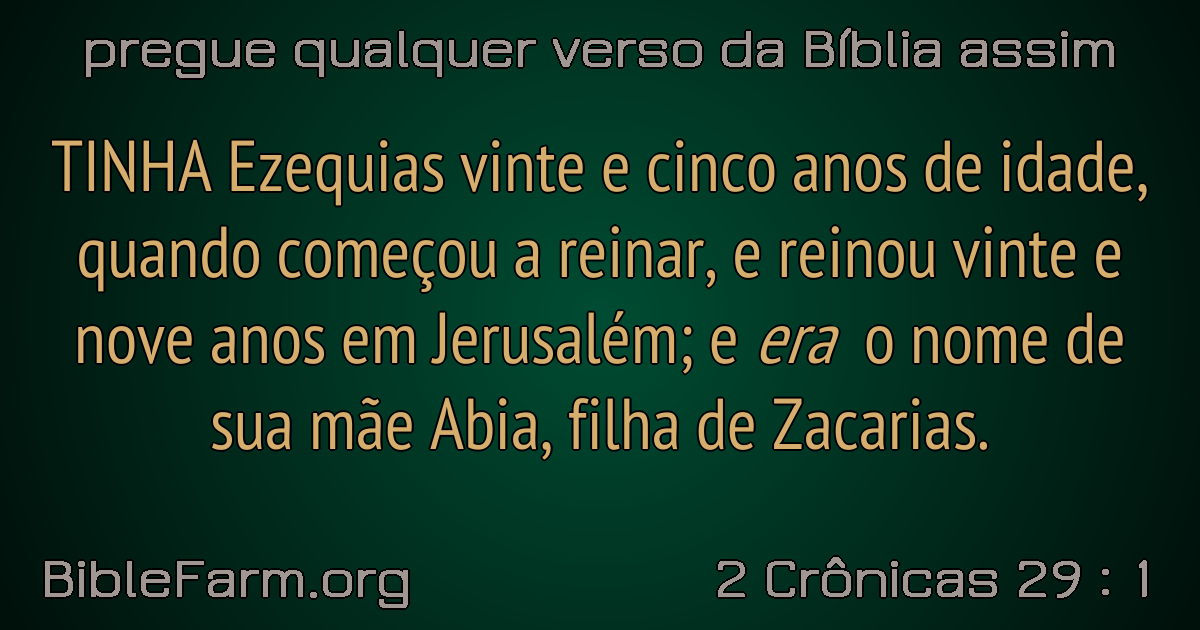 pregue qualquer verso da Bíblia assim
TINHA Ezequias vinte e cinco anos de idade,
quando começou a reinar, e reinou vinte e
nove anos em Jerusalém; e era o nome de
sua mãe Abia, filha de Zacarias.
BibleFarm.org
2 Crônicas 29 : 1